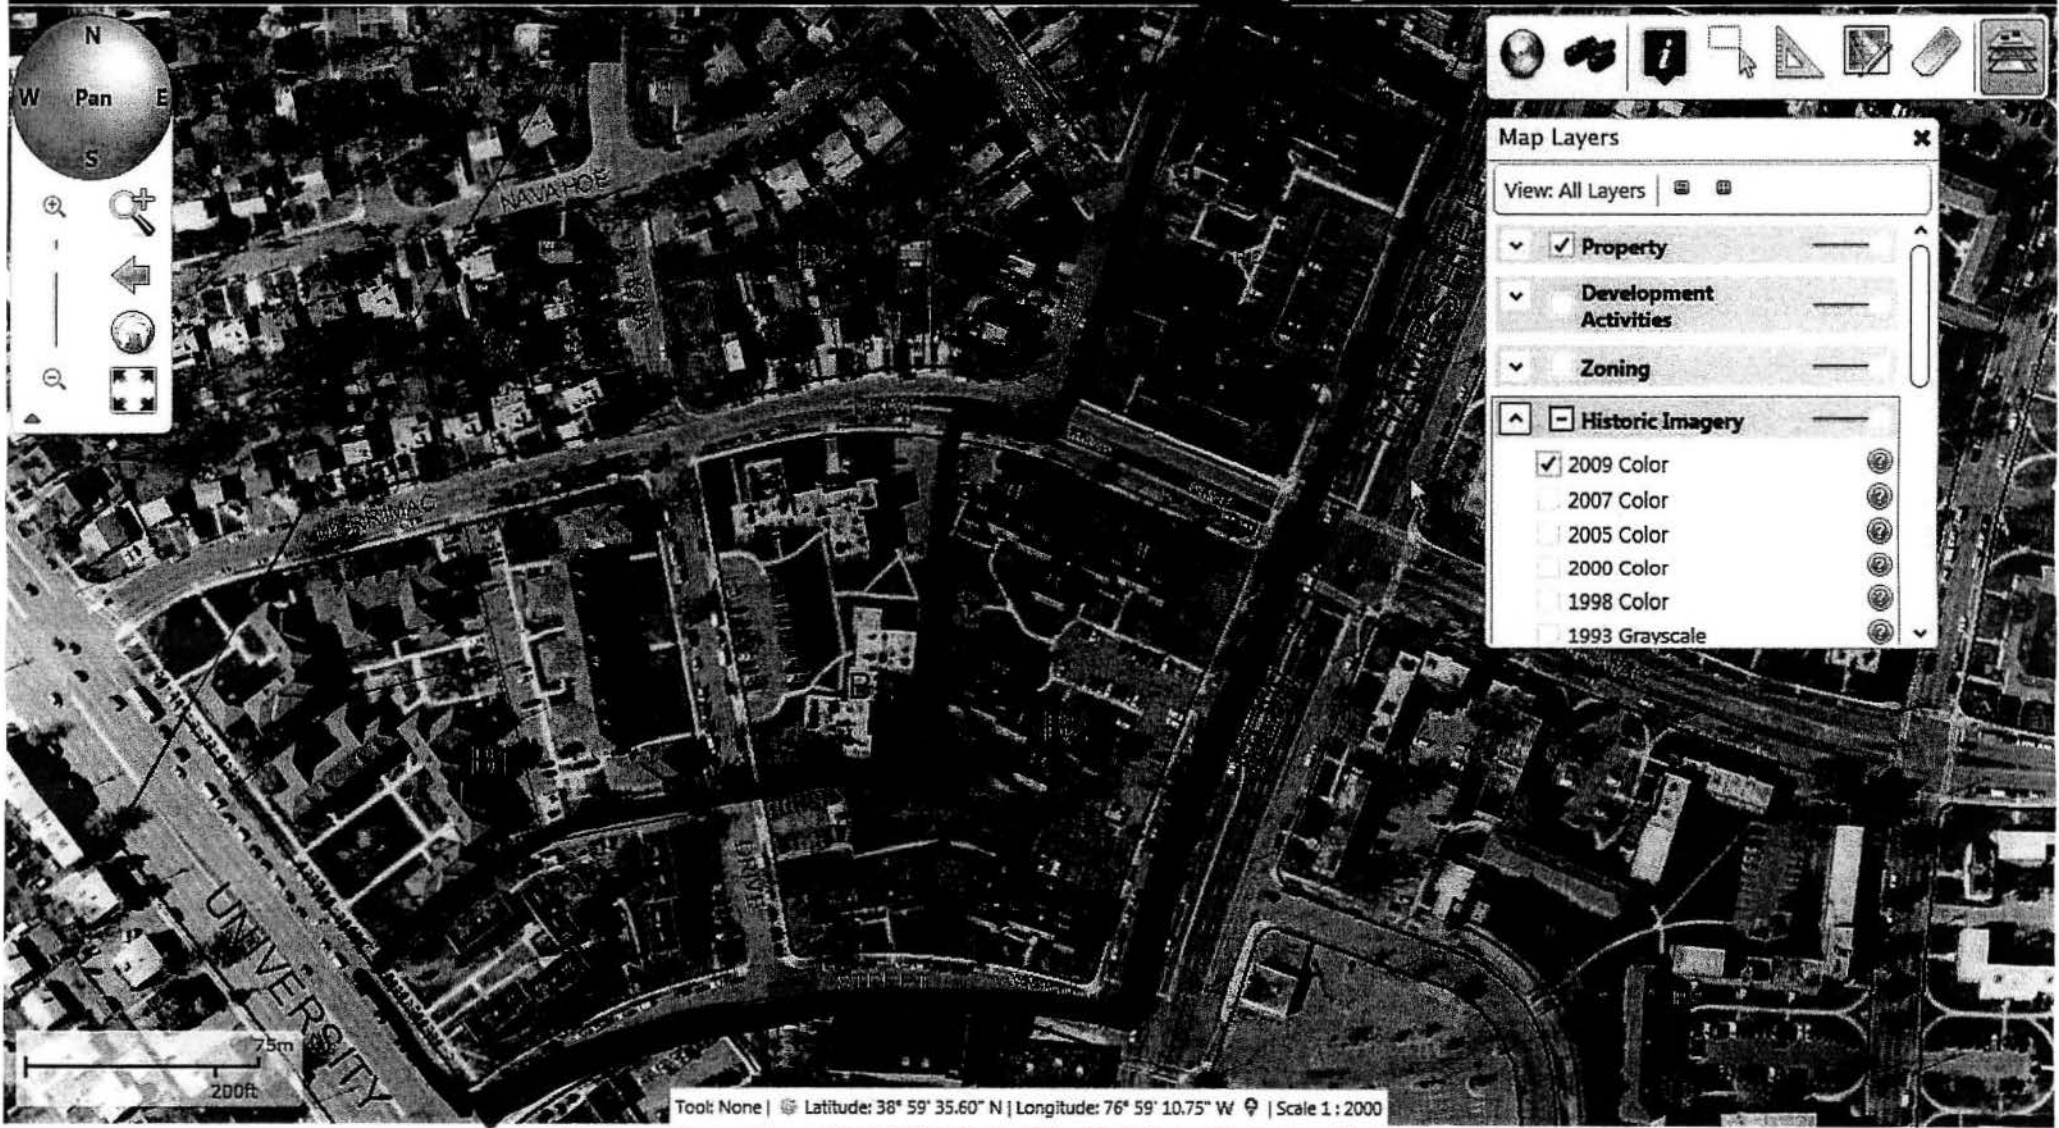 N
W Pan E
S
i
Map Layers
View: All Layers
Property
Development
Activities
Zoning
Historic Imagery
2009 Color
2007 Color
2005 Color
2000 Color
1998 Color
1993 Grayscale
NAVAHOE
MERRIMAC
DRIVE
UNIVERSITY
75m
200ft
Tool: None | Latitude: 38° 59' 35.60" N | Longitude: 76° 59' 10.75" W | Scale 1 : 2000